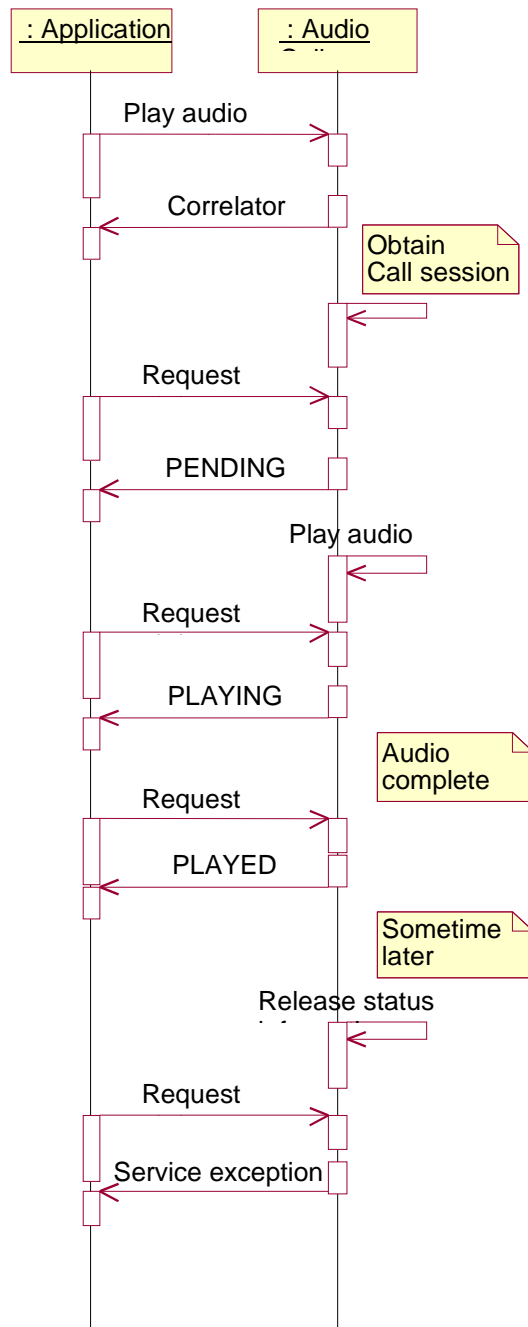 : Application
: Audio
Play audio
Correlator
Obtain
Call session
Request
PENDING
Play audio
Request
PLAYING
Audio
complete
Request
PLAYED
Sometime
later
Release status
Request
Service exception